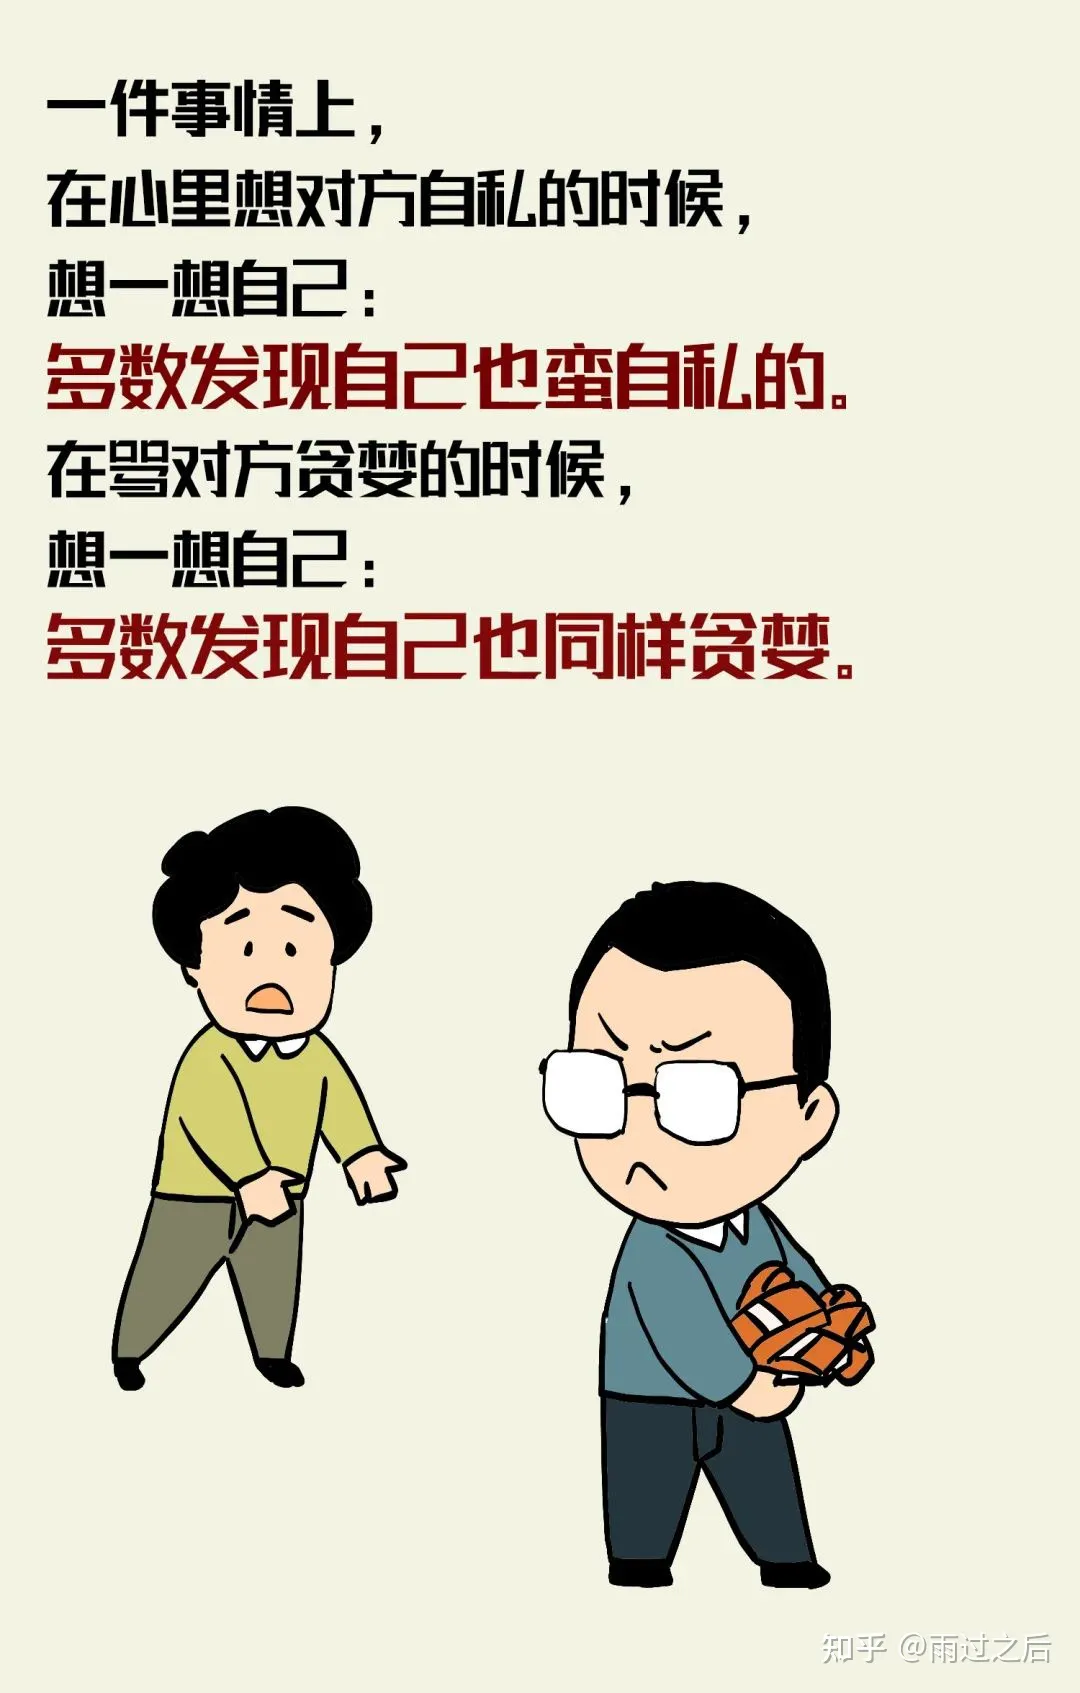 一件事情上，
在心里想对方自私的时候，
想一想自己：
多数发现自己也蛮自私的。
在骂对方贪婪的时候，
想一想自己：
多数发现自己也同样贪婪。
知乎 @雨过之后